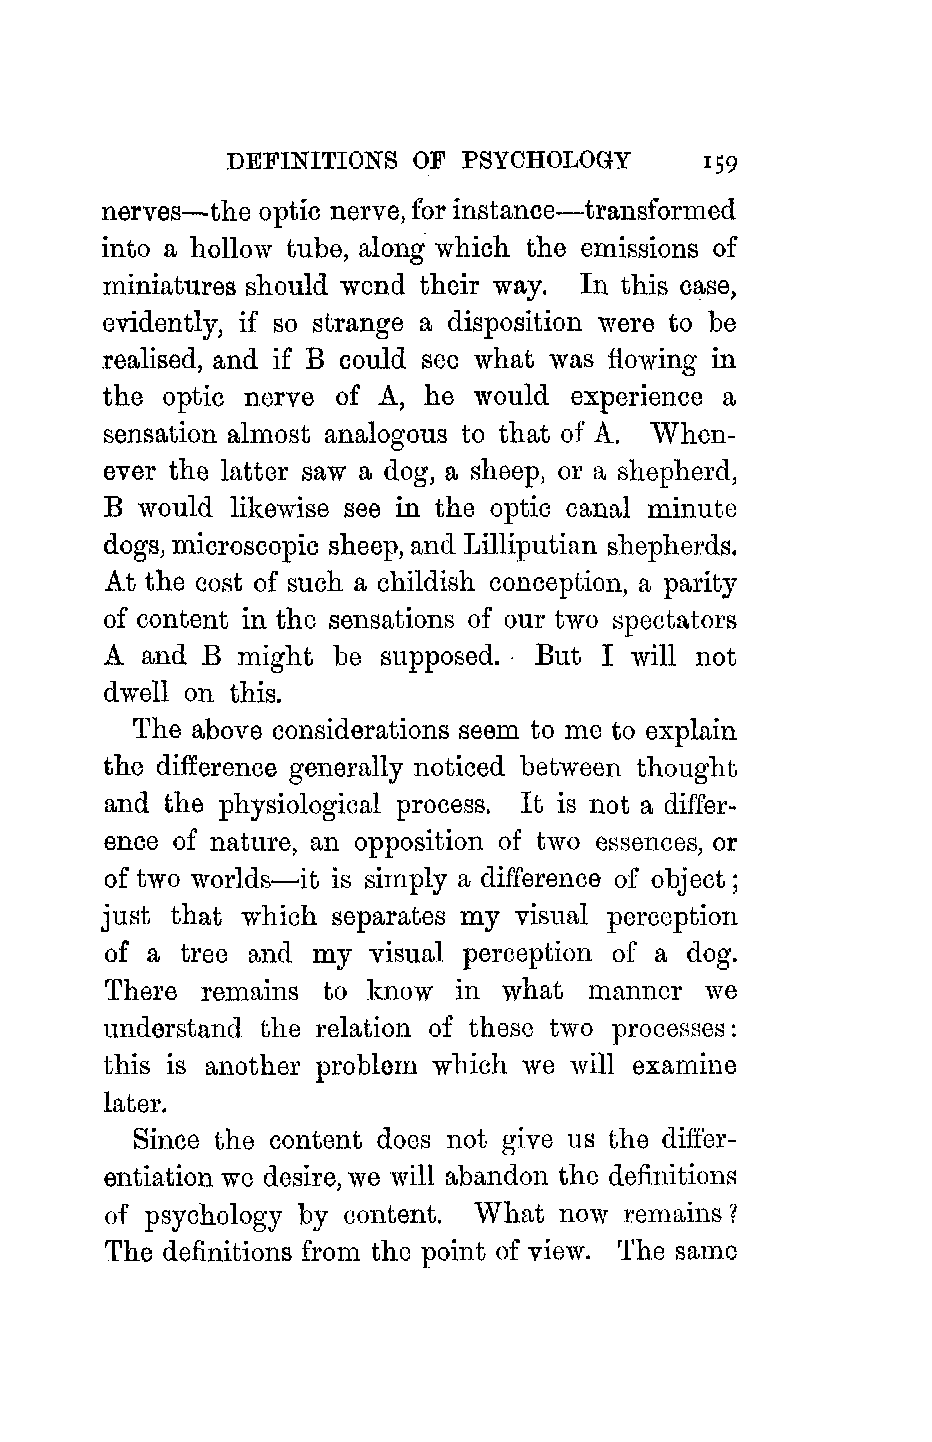 DEFINITIONS OF PSYCHOLOGY 159
nerves—the optic nerve, for instance—transformed
into a hollow tube, along which the emissions of
miniatures should wend their way. In this case,
evidently, if so strange a disposition were to be
realised, and if B could see what was flowing in
the optic nerve of A, he would experience a
sensation almost analogous to that of A. When-
ever the latter saw a dog, a sheep, or a shepherd,
B would likewise see in the optic canal minute
dogs, microscopic sheep, and Lilliputian shepherds.
At the cost of such a childish conception, a parity
of content in the sensations of our two spectators
A and B might be supposed. But I will not
dwell on this.
The above considerations seem to me to explain
the difference generally noticed between thought
and the physiological process. It is not a differ-
ence of nature, an opposition of two essences, or
of two worlds—it is simply a difference of object;
just that which separates my visual perception
of a tree and my visual perception of a dog.
There remains to know in what manner we
understand the relation of these two processes:
this is another problem which we will examine
later.
Since the content does not give us the differ-
entiation we desire, we will abandon the definitions
of psychology by content. What now remains?
The definitions from the point of view. The same